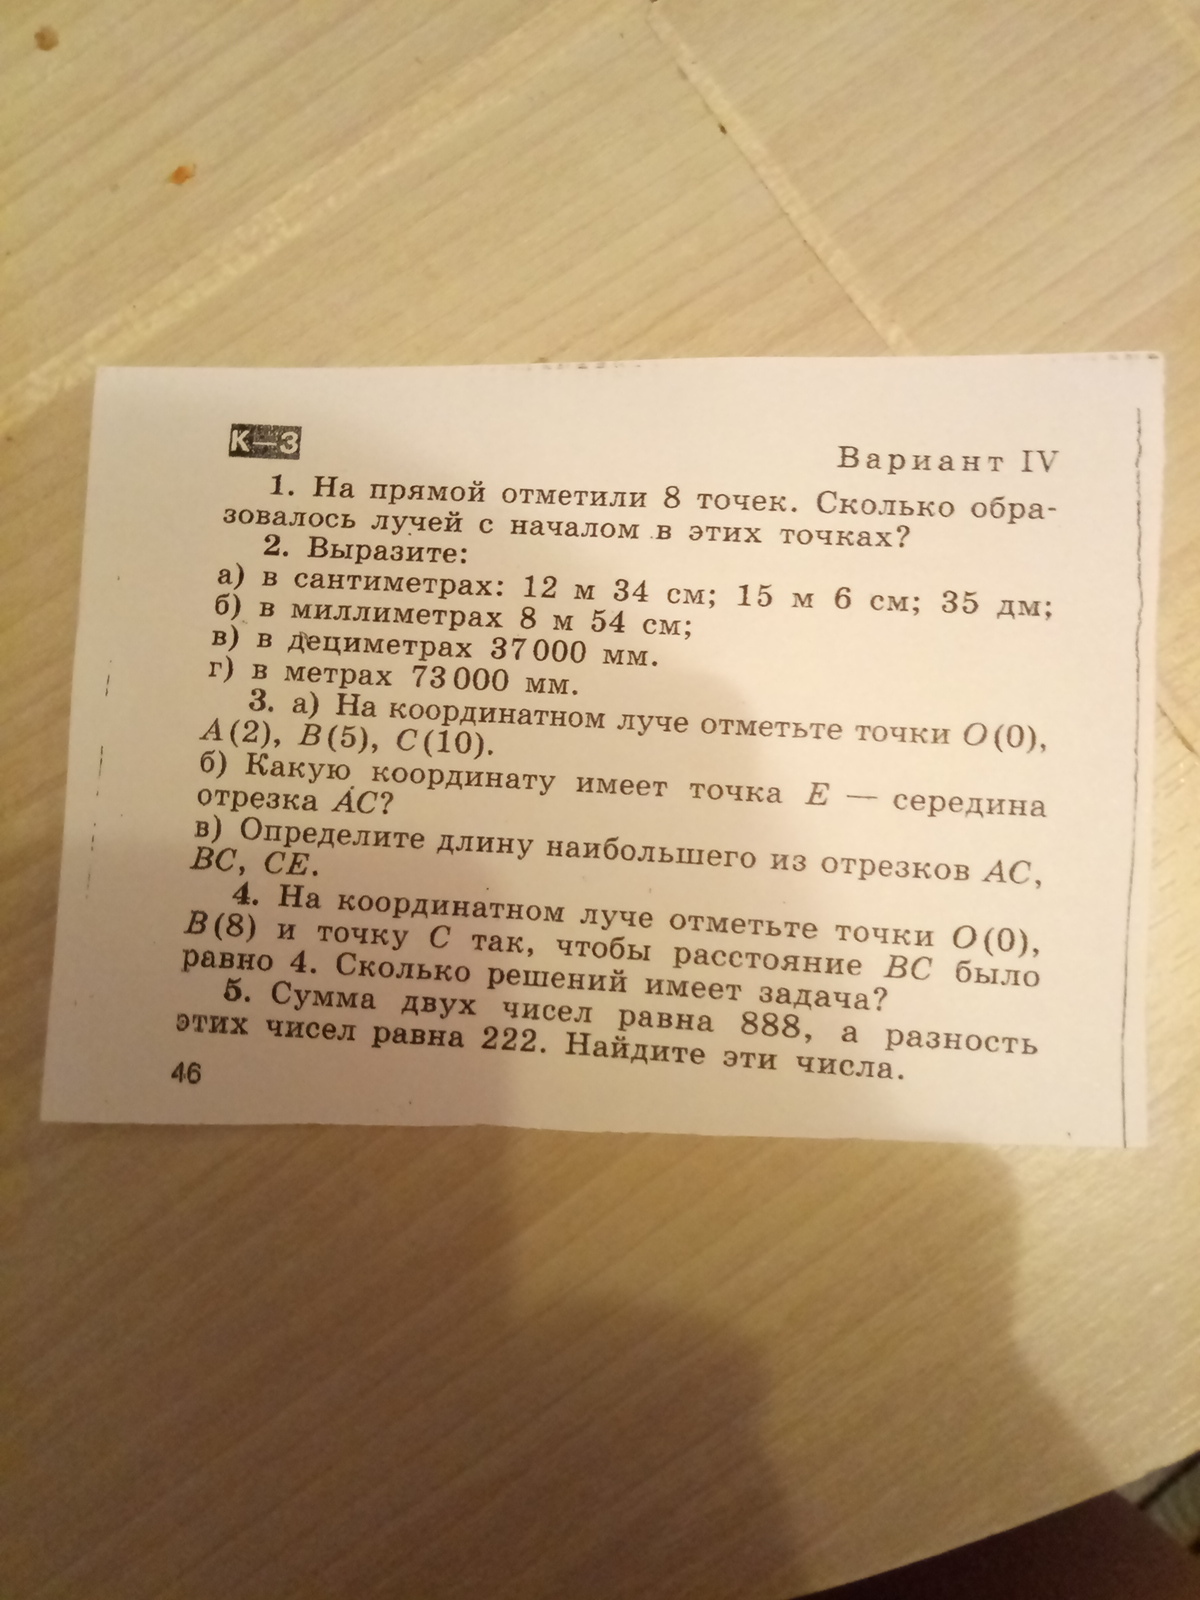 К—3
Вариант IV
1. На прямой отметили 8 точек. Сколько обра-
зовалось лучей с началом в этих точках?
2. Выразите:
а) в сантиметрах: 12 м 34 см; 15 м 6 см; 35 дм;
б) в миллиметрах 8 м 54 см;
в) в дециметрах 37 000 мм.
г) в метрах 73 000 мм.
3. а) На координатном луче отметьте точки O(0),
A(2), B(5), C(10).
б) Какую координату имеет точка E — середина
отрезка AC?
в) Определите длину наибольшего из отрезков AC,
BC, CE.
4. На координатном луче отметьте точки O(0),
B(8) и точку C так, чтобы расстояние BC было
равно 4. Сколько решений имеет задача?
5. Сумма двух чисел равна 888, а разность
этих чисел равна 222. Найдите эти числа.
46